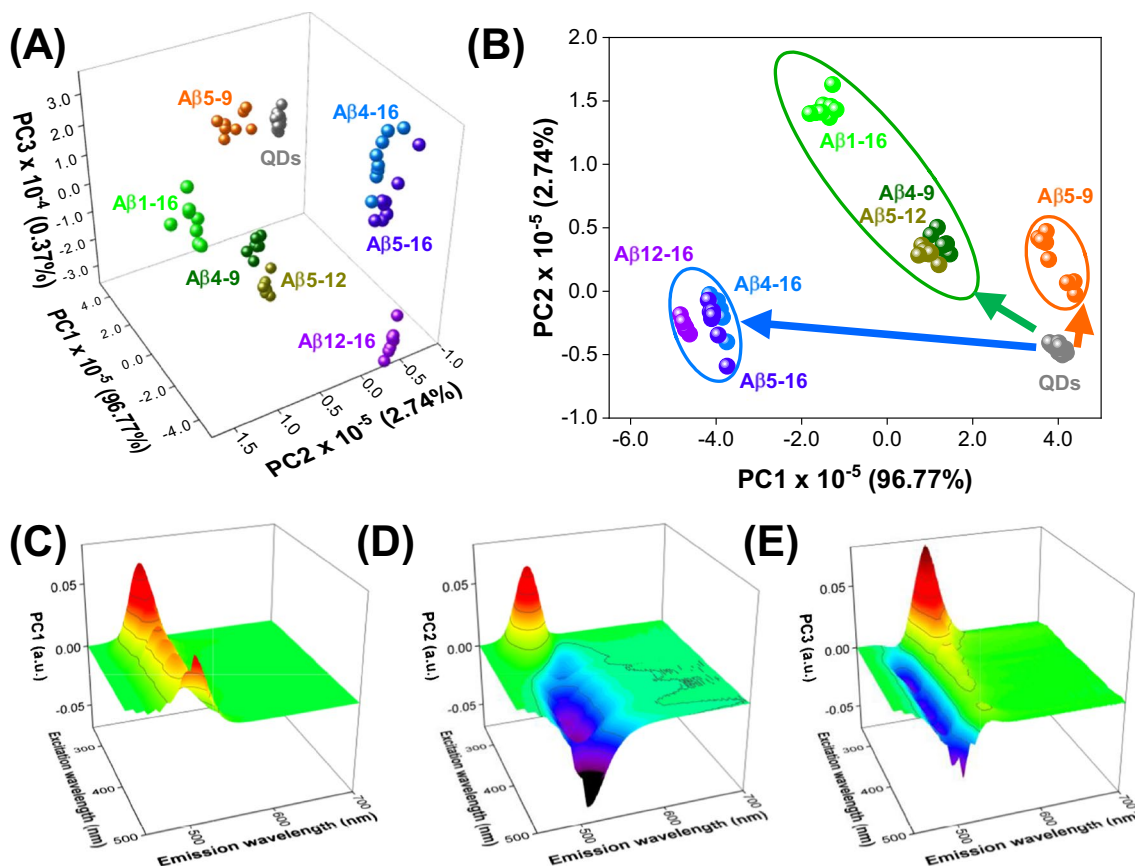 (A)
PC3 x 10⁻⁴ (0.37%)
3.0
2.0
1.0
0.0
-1.0
-2.0
-3.0
Aβ5-9
QDs
Aβ4-16
Aβ1-16
Aβ5-16
Aβ4-9
Aβ5-12
Aβ12-16
4.0
2.0
0.0
-2.0
-4.0
PC1 x 10⁻⁵ (96.77%)
1.5
1.0
0.5
0.0
-0.5
-1.0
PC2 x 10⁻⁵ (2.74%)
(B)
PC2 x 10⁻⁵ (2.74%)
2.0
1.5
1.0
0.5
0.0
-0.5
-1.0
Aβ1-16
Aβ4-9
Aβ5-12
Aβ5-9
Aβ12-16
Aβ4-16
Aβ5-16
QDs
-6.0 -4.0 -2.0 0.0 2.0 4.0
PC1 x 10⁻⁵ (96.77%)
(C)
PC1 (a.u.)
0.05
0.00
-0.05
300
400
500
Excitation wavelength (nm)
500
600
700
Emission wavelength (nm)
(D)
PC2 (a.u.)
0.05
0.00
-0.05
300
400
500
Excitation wavelength (nm)
500
600
700
Emission wavelength (nm)
(E)
PC3 (a.u.)
0.05
0.00
-0.05
300
400
500
Excitation wavelength (nm)
500
600
700
Emission wavelength (nm)